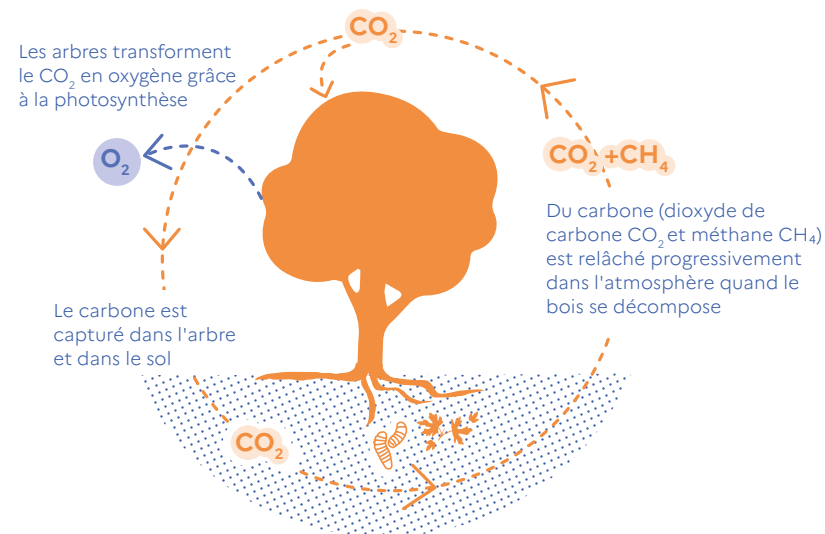 CO₂
Les arbres transforment
le CO₂ en oxygène grâce
à la photosynthèse
O₂
CO₂+CH₄
Du carbone (dioxyde de
carbone CO₂ et méthane CH₄)
est relâché progressivement
dans l'atmosphère quand le
bois se décompose
Le carbone est
capturé dans l'arbre
et dans le sol
CO₂